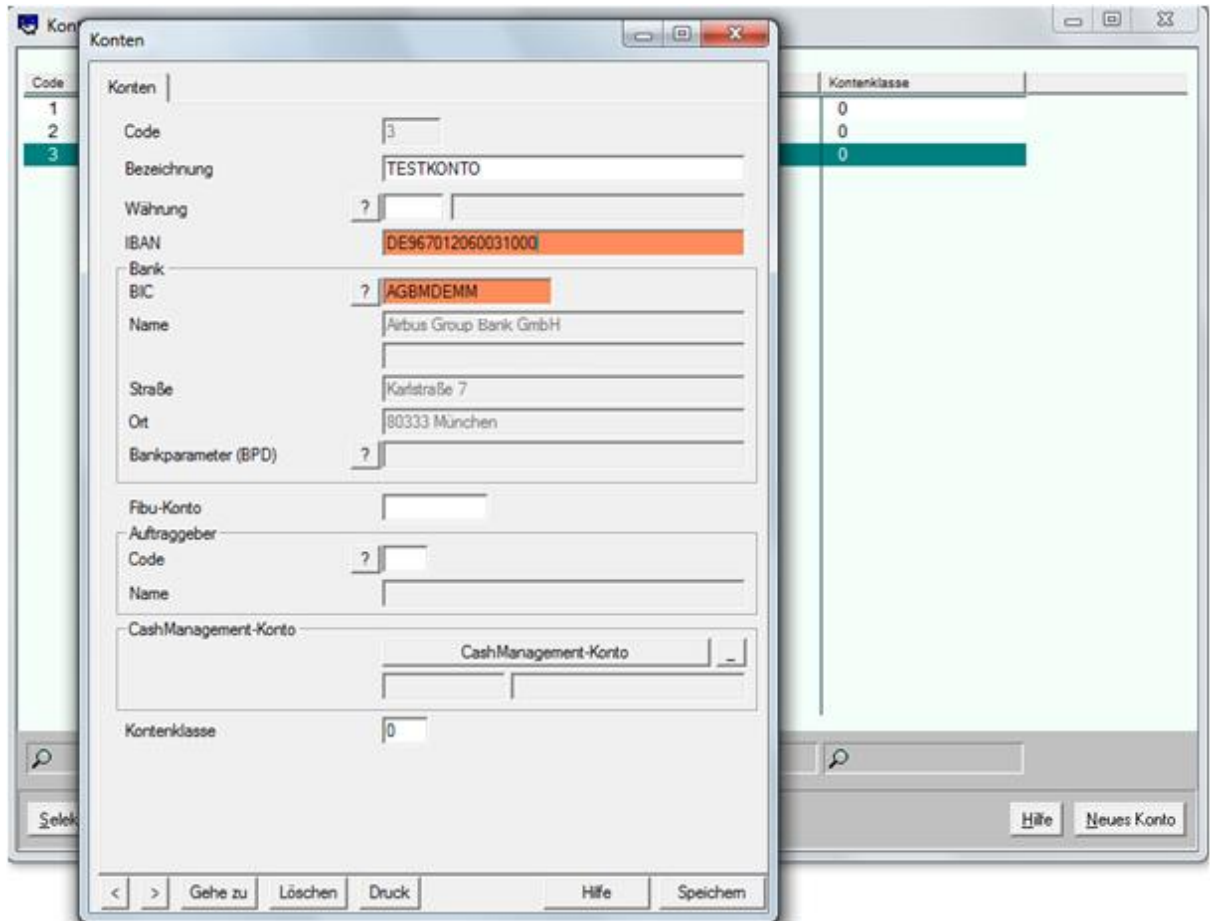 Kon
Konten
Code
Kontenklasse
1
0
2
0
3
0
Konten
Code
3
Bezeichnung
TESTKONTO
Währung
?
IBAN
DE967012060031000
Bank
BIC
?
AGBMDEMM
Name
Airbus Group Bank GmbH
Straße
Karlstraße 7
Ort
80333 München
Bankparameter (BPD)
?
Fibu-Konto
Auftraggeber
Code
?
Name
CashManagement-Konto
CashManagement-Konto
_
Kontenklasse
0
Selek
Hilfe
Neues Konto
<
>
Gehe zu
Löschen
Druck
Hilfe
Speichern